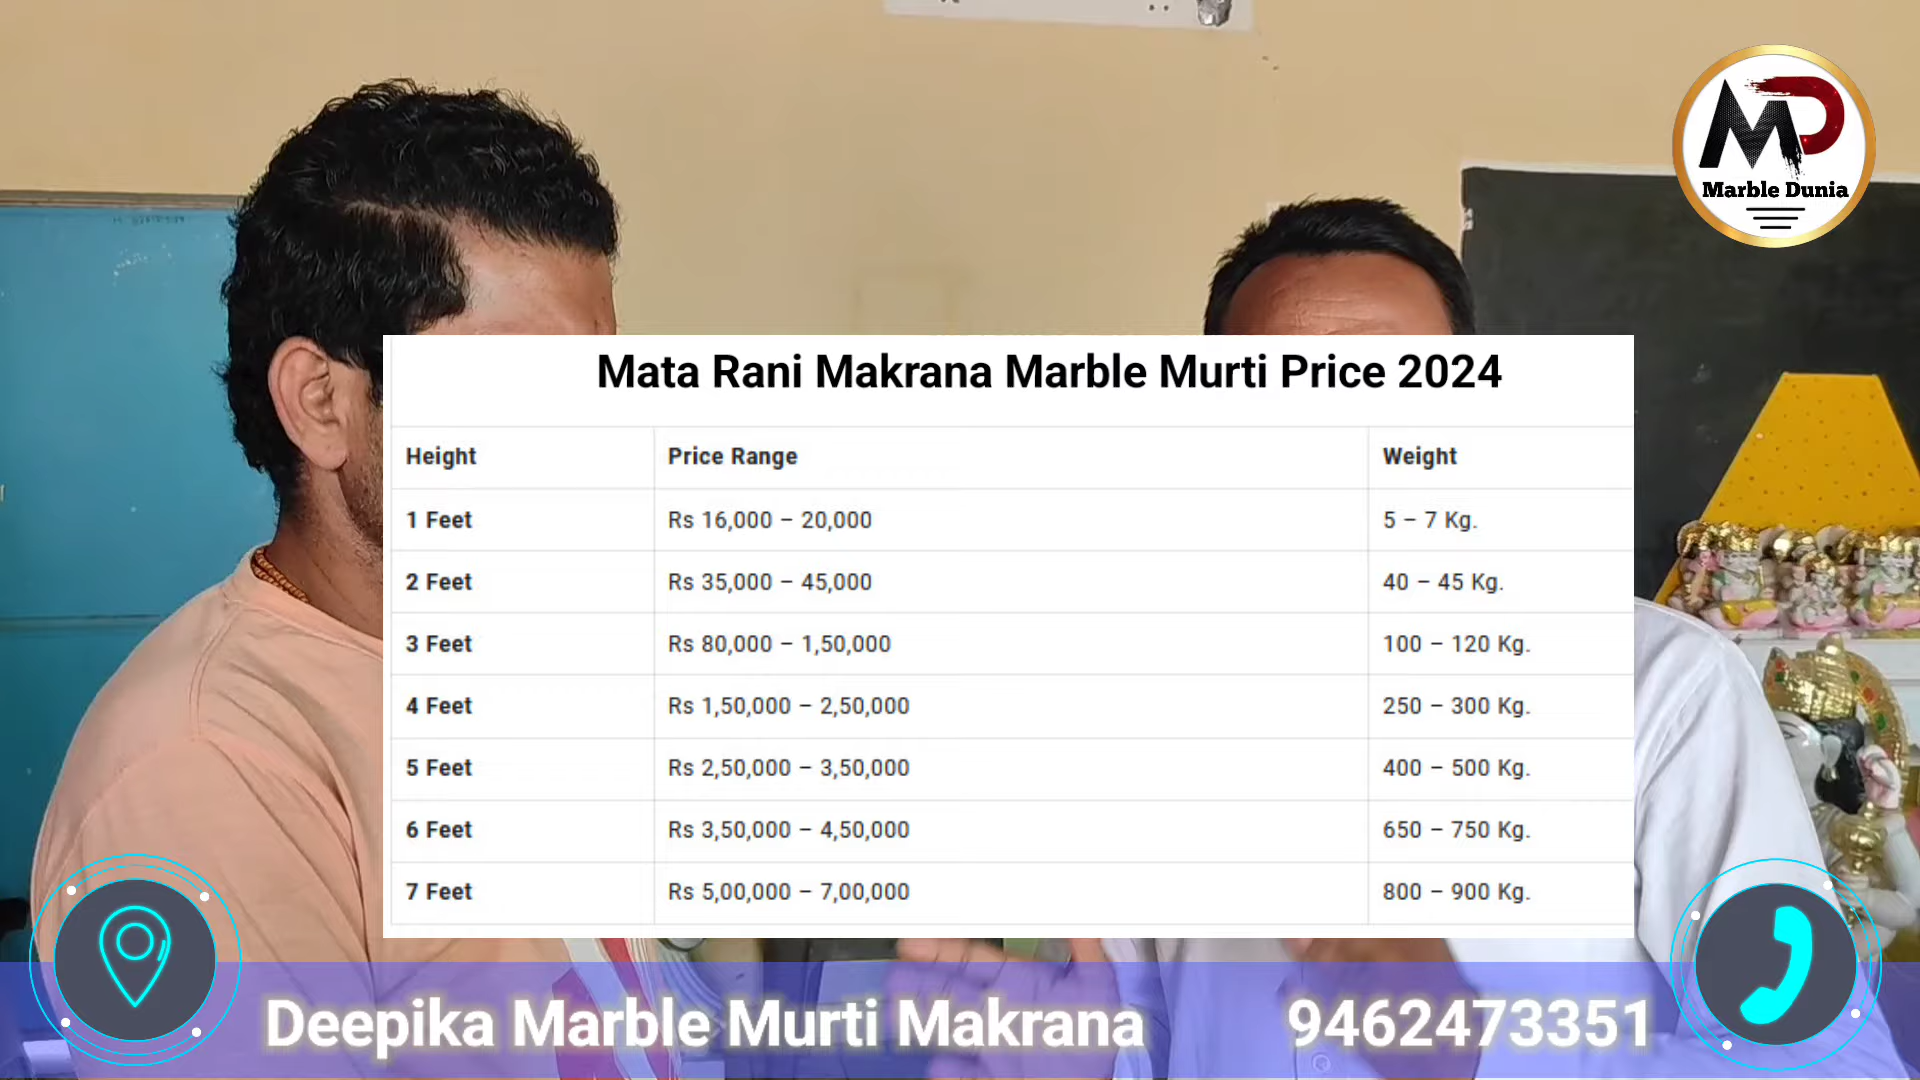 MD
Marble Dunia
Mata Rani Makrana Marble Murti Price 2024
Height Price Range Weight
1 Feet Rs 16,000 – 20,000 5 – 7 Kg.
2 Feet Rs 35,000 – 45,000 40 – 45 Kg.
3 Feet Rs 80,000 – 1,50,000 100 – 120 Kg.
4 Feet Rs 1,50,000 – 2,50,000 250 – 300 Kg.
5 Feet Rs 2,50,000 – 3,50,000 400 – 500 Kg.
6 Feet Rs 3,50,000 – 4,50,000 650 – 750 Kg.
7 Feet Rs 5,00,000 – 7,00,000 800 – 900 Kg.
Deepika Marble Murti Makrana 9462473351